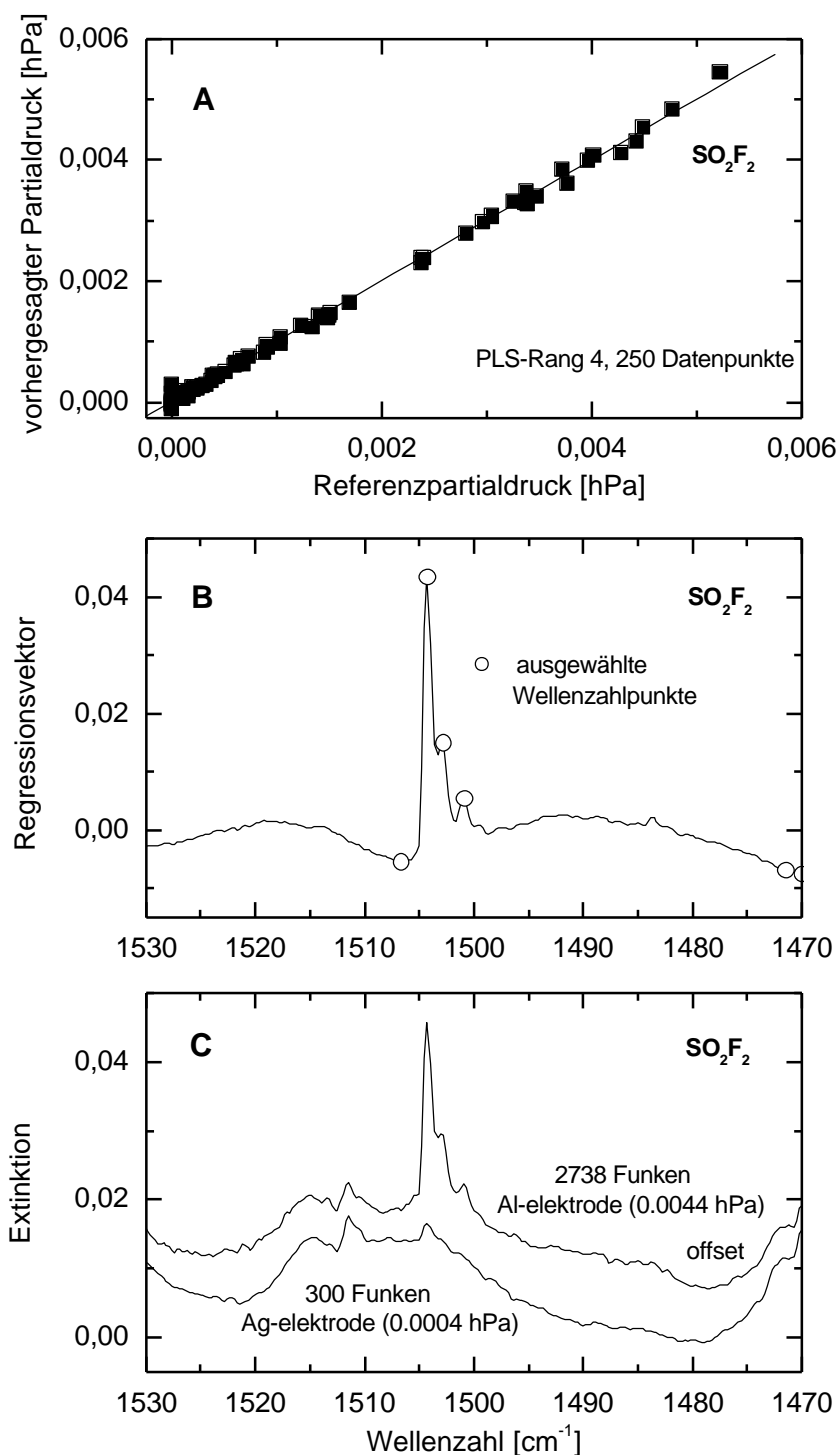 0,006
A
0,004
SO2F2
0,002
PLS-Rang 4, 250 Datenpunkte
0,000
vorhergesagter Partialdruck [hPa]
0,000 0,002 0,004 0,006
Referenzpartialdruck [hPa]
B
SO2F2
0,04
ausgewählte
Wellenzahlpunkte
0,02
0,00
Regressionsvektor
1530 1520 1510 1500 1490 1480 1470
C
SO2F2
0,04
2738 Funken
Al-elektrode (0.0044 hPa)
0,02
offset
300 Funken
Ag-elektrode (0.0004 hPa)
0,00
Extinktion
1530 1520 1510 1500 1490 1480 1470
Wellenzahl [cm-1]